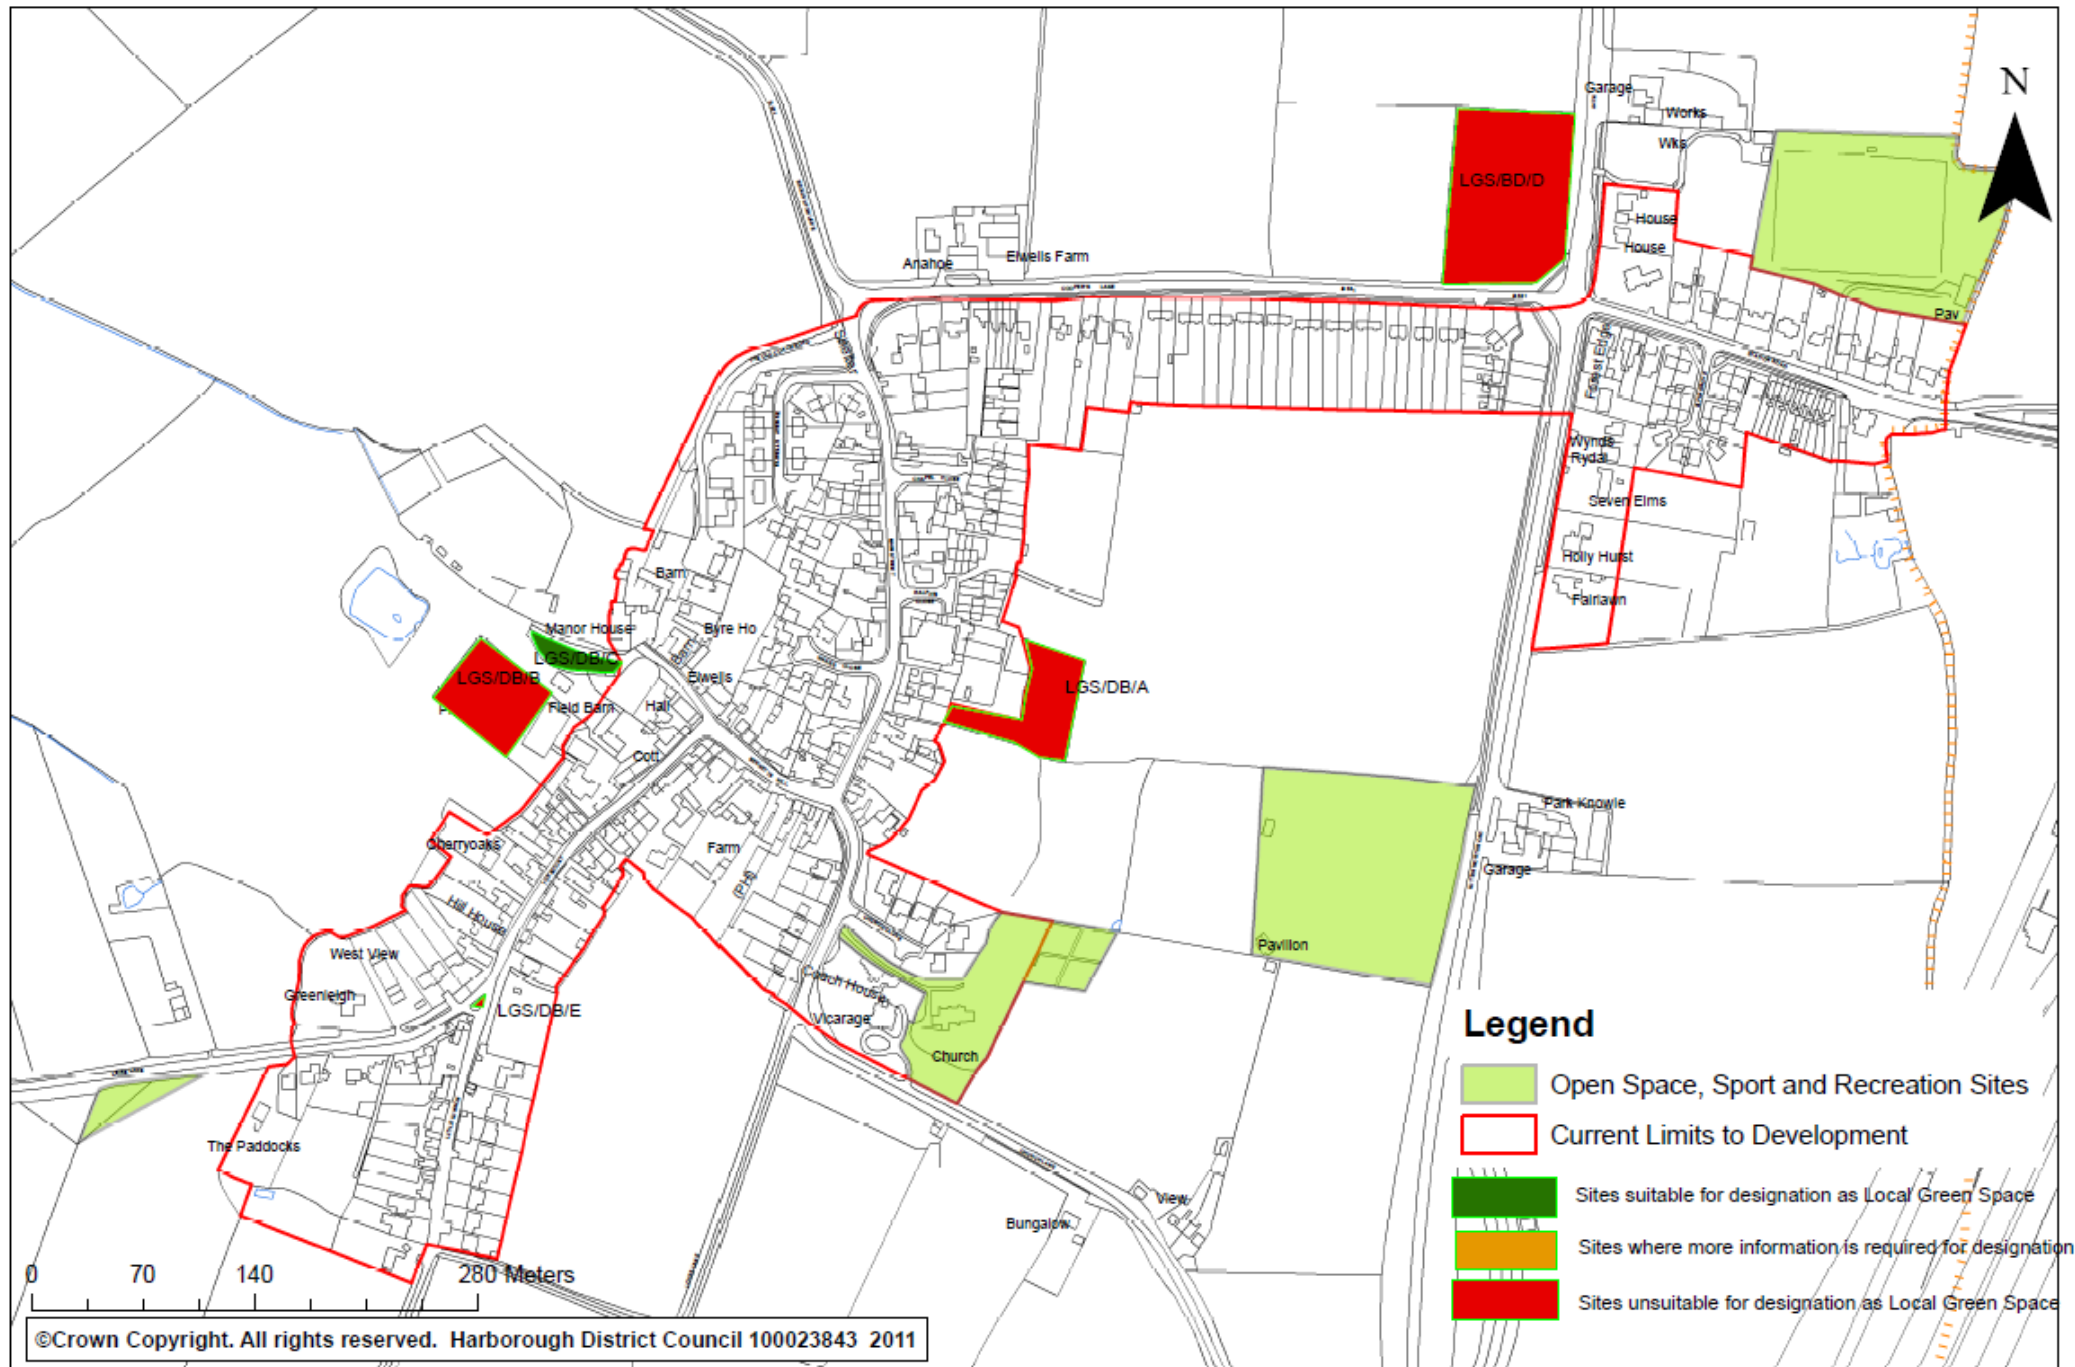 Garage
Works
Wks
N
LGS/BD/D
House
House
Elwells Farm
Anahoe
Pav
Forest Edge
Wynds
Rydal
Seven Elms
Holly Hurst
Fairlawn
Barn
Manor House
Byre Ho
Barn
LGS/DB/C
LGS/DB/B
Elwells
LGS/DB/A
Field Barn
Hall
Cott
Park Knowle
Cherryoaks
Farm
(PH)
Garage
Hill House
West View
Pavilion
Coach House
Greenleigh
LGS/DB/E
Vicarage
Church
The Paddocks
View
Bungalow
Legend
Open Space, Sport and Recreation Sites
Current Limits to Development
Sites suitable for designation as Local Green Space
Sites where more information is required for designation
Sites unsuitable for designation as Local Green Space
0 70 140 280 Meters
©Crown Copyright. All rights reserved. Harborough District Council 100023843 2011